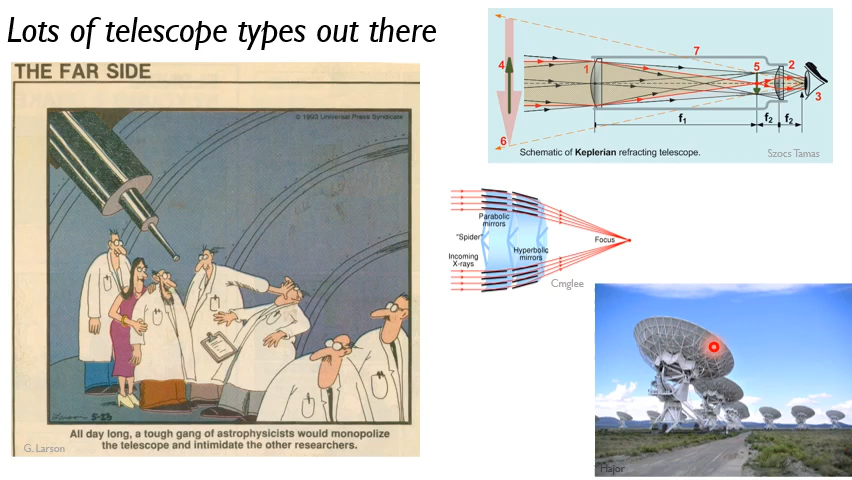 Lots of telescope types out there
THE FAR SIDE
© 1993 Universal Press Syndicate
5-23
All day long, a tough gang of astrophysicists would monopolize
the telescope and intimidate the other researchers.
G. Larson
7
1
2
4
5
3
6
f₁
f₂
f₂
Schematic of Keplerian refracting telescope.
Szocs Tamas
Parabolic
mirrors
"Spider"
Hyperbolic
mirrors
Focus
Incoming
X-rays
Cmglee
Hajor